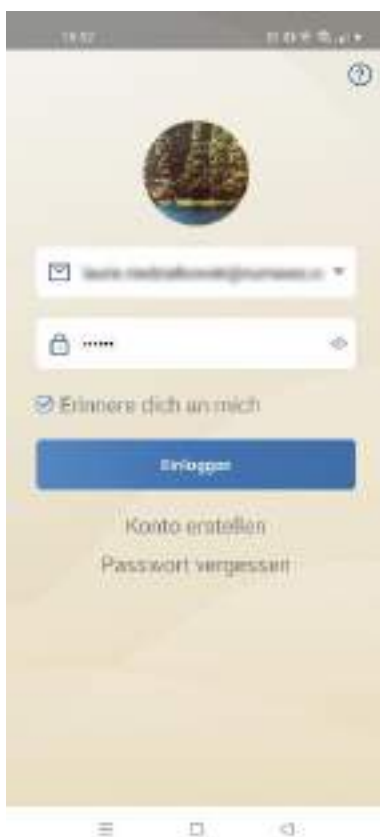 Erinnere dich an mich
Einloggen
Konto erstellen
Passwort vergessen